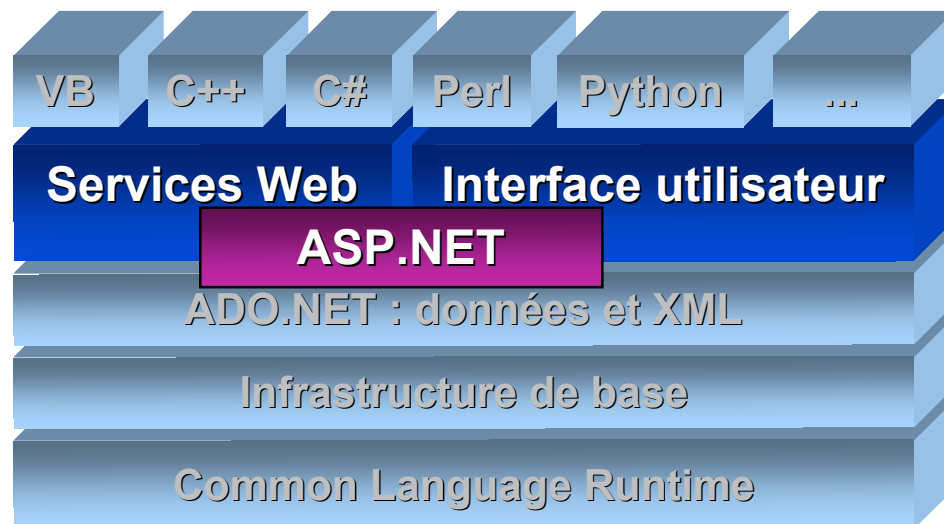 VB C++ C# Perl Python ...
Services Web Interface utilisateur
ASP.NET
ADO.NET : données et XML
Infrastructure de base
Common Language Runtime